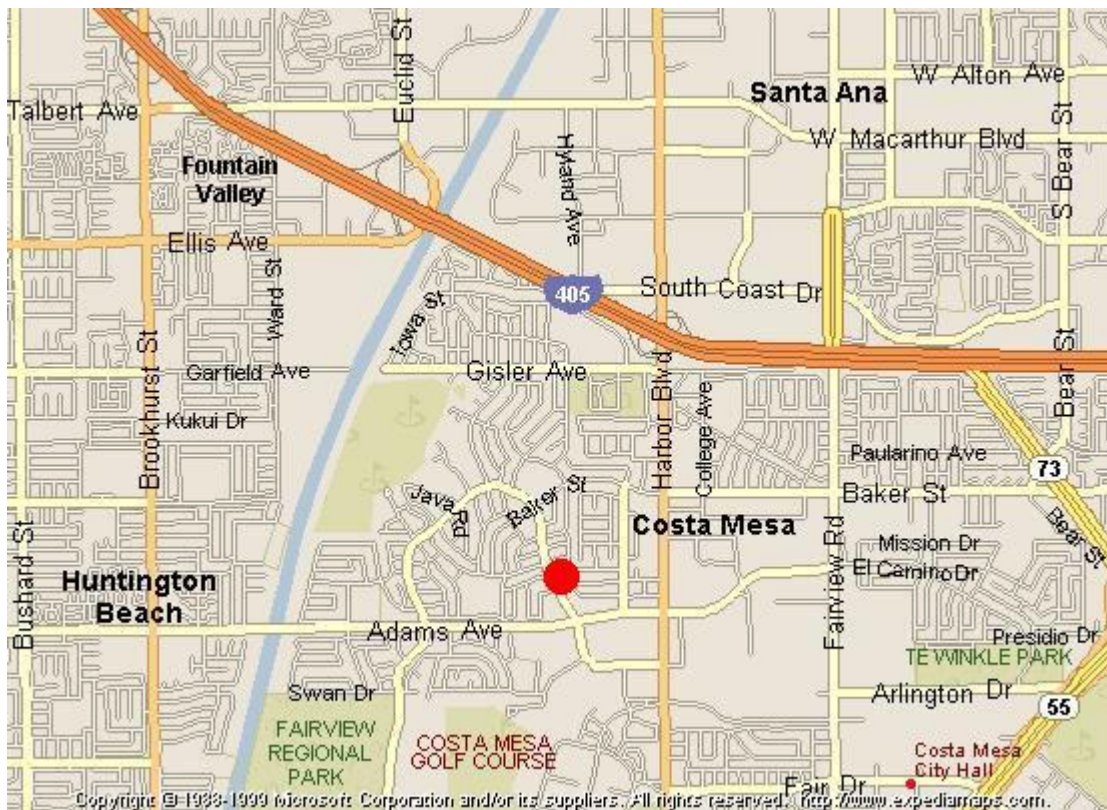 Euclid St
W Alton Ave
Santa Ana
Talbert Ave
W Macarthur Blvd
S Bear St
Hyland Ave
Fountain
Valley
Ellis Ave
Ward St
405
South Coast Dr
Iowa St
Brookhurst St
Garfield Ave
Gisler Ave
Harbor Blvd
College Ave
Bear St
Kukui Dr
Paularino Ave
73
Java Rd
Baker St
Baker St
Costa Mesa
Fairview Rd
Bear St
Mission Dr
El Camino Dr
Bushard St
Huntington
Beach
Adams Ave
Presidio Dr
TE WINKLE PARK
Swan Dr
Arlington Dr
55
FAIRVIEW
REGIONAL
PARK
COSTA MESA
GOLF COURSE
Costa Mesa
City Hall
Fair Dr
Copyright © 1988-1999 Microsoft Corporation and/or its suppliers. All rights reserved. http://www.expediamaps.com